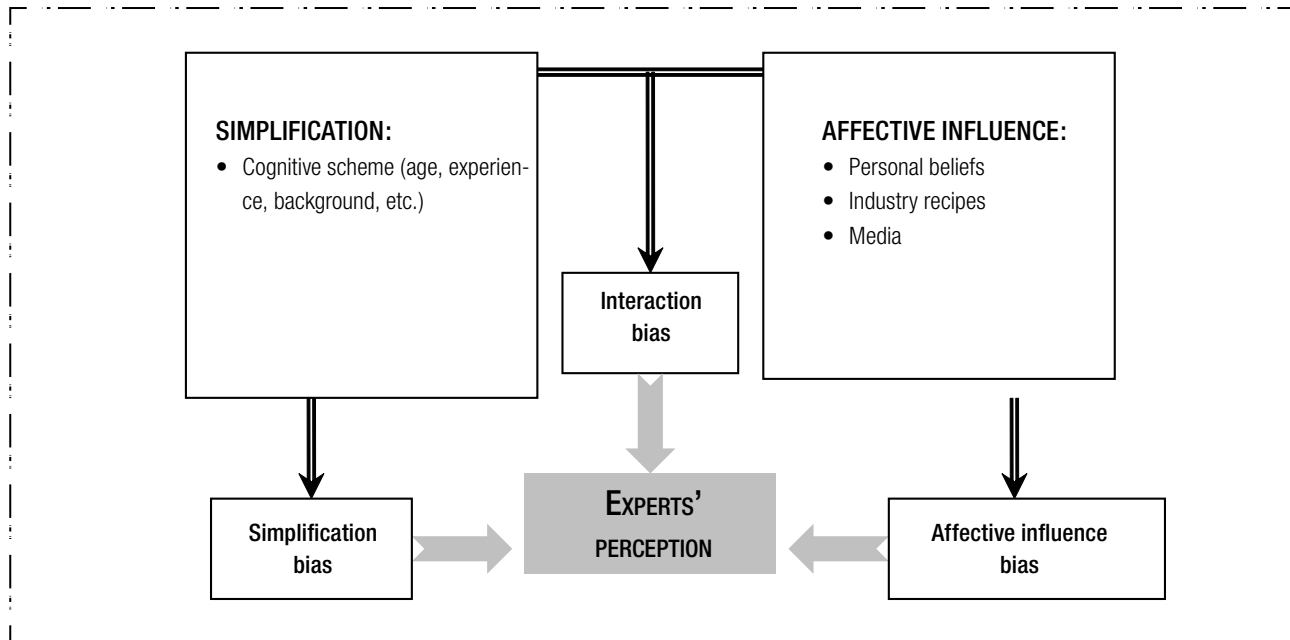 SIMPLIFICATION:
• Cognitive scheme (age, experien-
ce, background, etc.)
AFFECTIVE INFLUENCE:
• Personal beliefs
• Industry recipes
• Media
Interaction
bias
Simplification
bias
EXPERTS’
PERCEPTION
Affective influence
bias